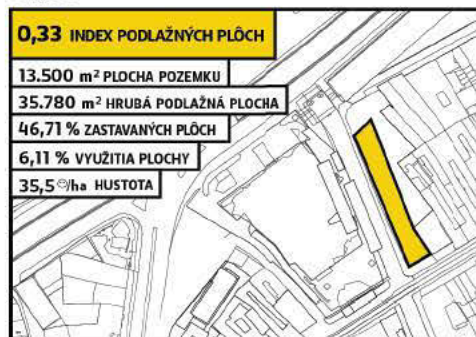 0,33 INDEX PODLAŽNÝCH PLÔCH
13.500 m² PLOCHA POZEMKU
35.780 m² HRUBÁ PODLAŽNÁ PLOCHA
46,71 % ZASTAVANÝCH PLÔCH
6,11 % VYUŽITIA PLOCHY
35,5 /ha HUSTOTA